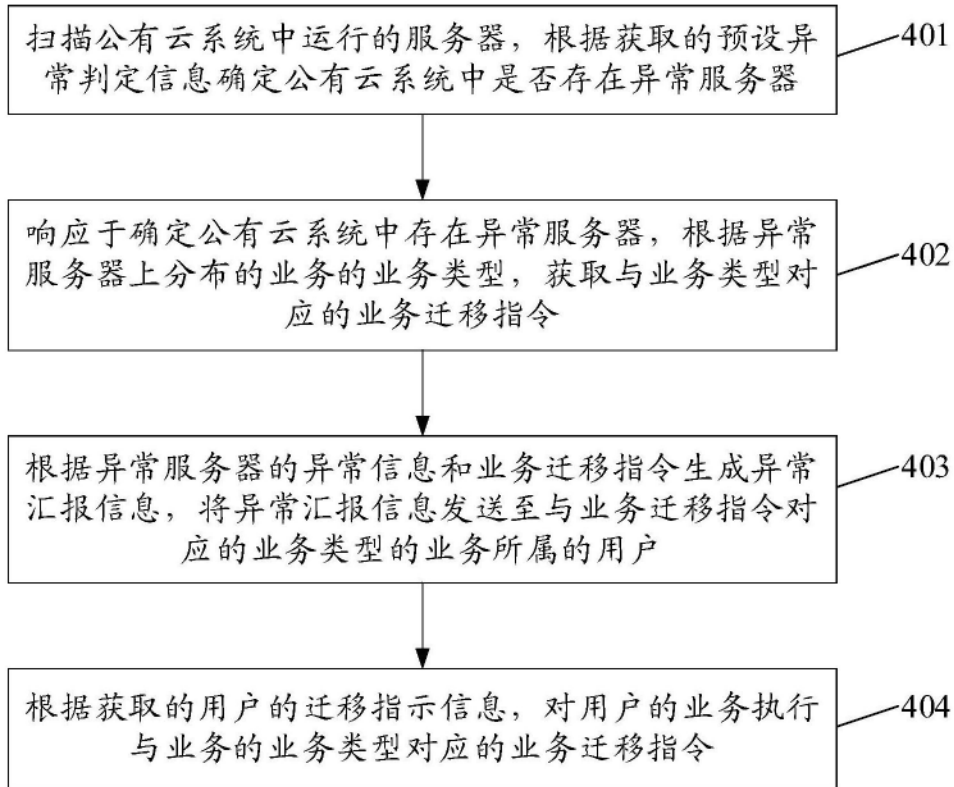 扫描公有云系统中运行的服务器，根据获取的预设异
常判定信息确定公有云系统中是否存在异常服务器
401
响应于确定公有云系统中存在异常服务器，根据异常
服务器上分布的业务的业务类型，获取与业务类型对
应的业务迁移指令
402
根据异常服务器的异常信息和业务迁移指令生成异常
汇报信息，将异常汇报信息发送至与业务迁移指令对
应的业务类型的业务所属的用户
403
根据获取的用户的迁移指示信息，对用户的业务执行
与业务的业务类型对应的业务迁移指令
404